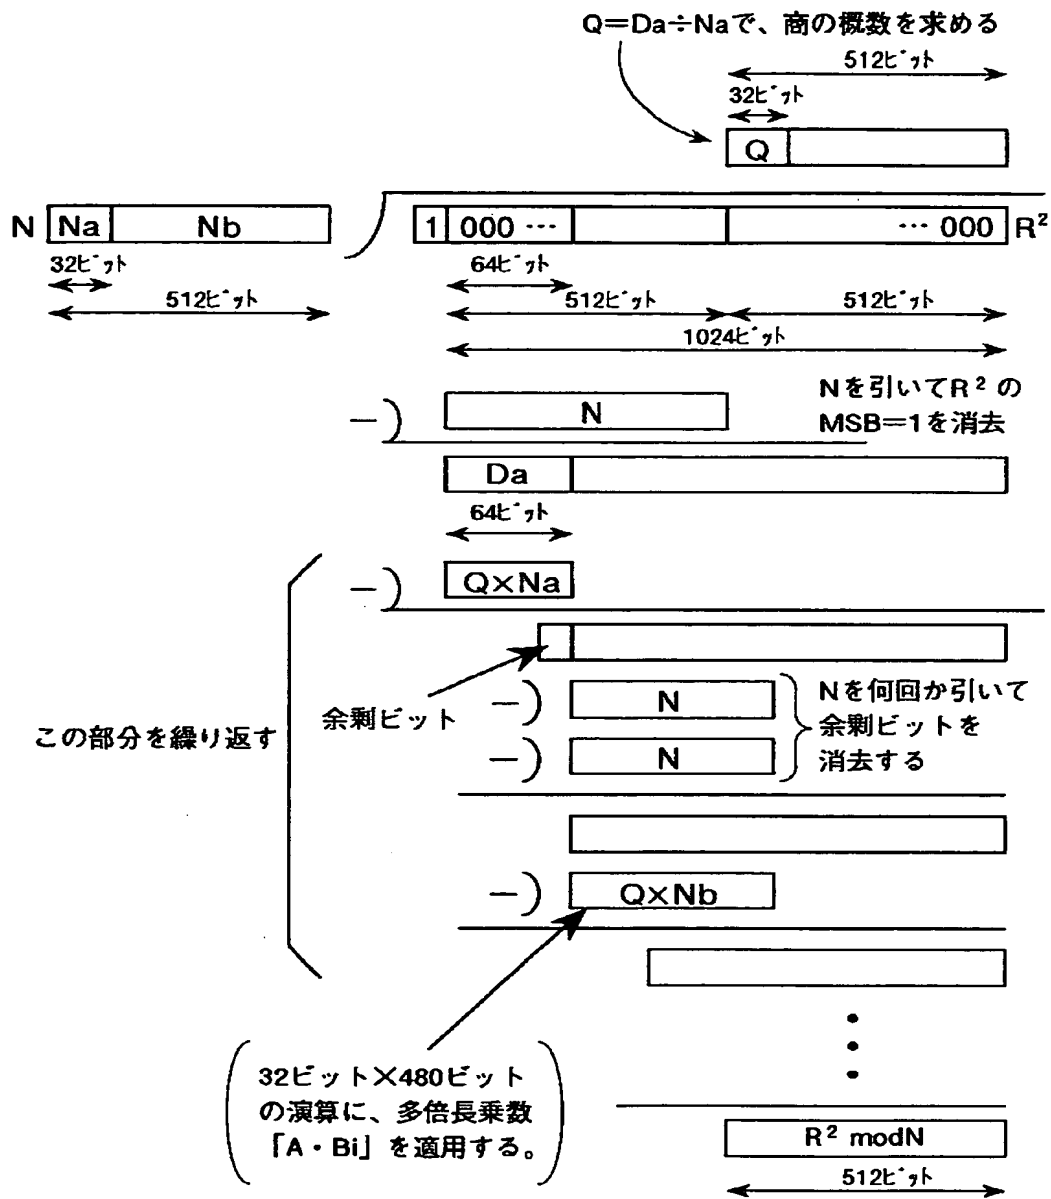 Q=Da÷Naで、商の概数を求める
512ビット
32ビット
Q
N Na Nb 1 000 ・・・ ・・・ 000 R²
32ビット 64ビット
512ビット 512ビット 512ビット
1024ビット
Nを引いてR²の
MSB=1を消去
－) N
Da
64ビット
－) Q×Na
余剰ビット
－) N
－) N
Nを何回か引いて
余剰ビットを
消去する
この部分を繰り返す
－) Q×Nb
32ビット×480ビット
の演算に、多倍長乗数
「A・Bi」を適用する。
R² modN
512ビット